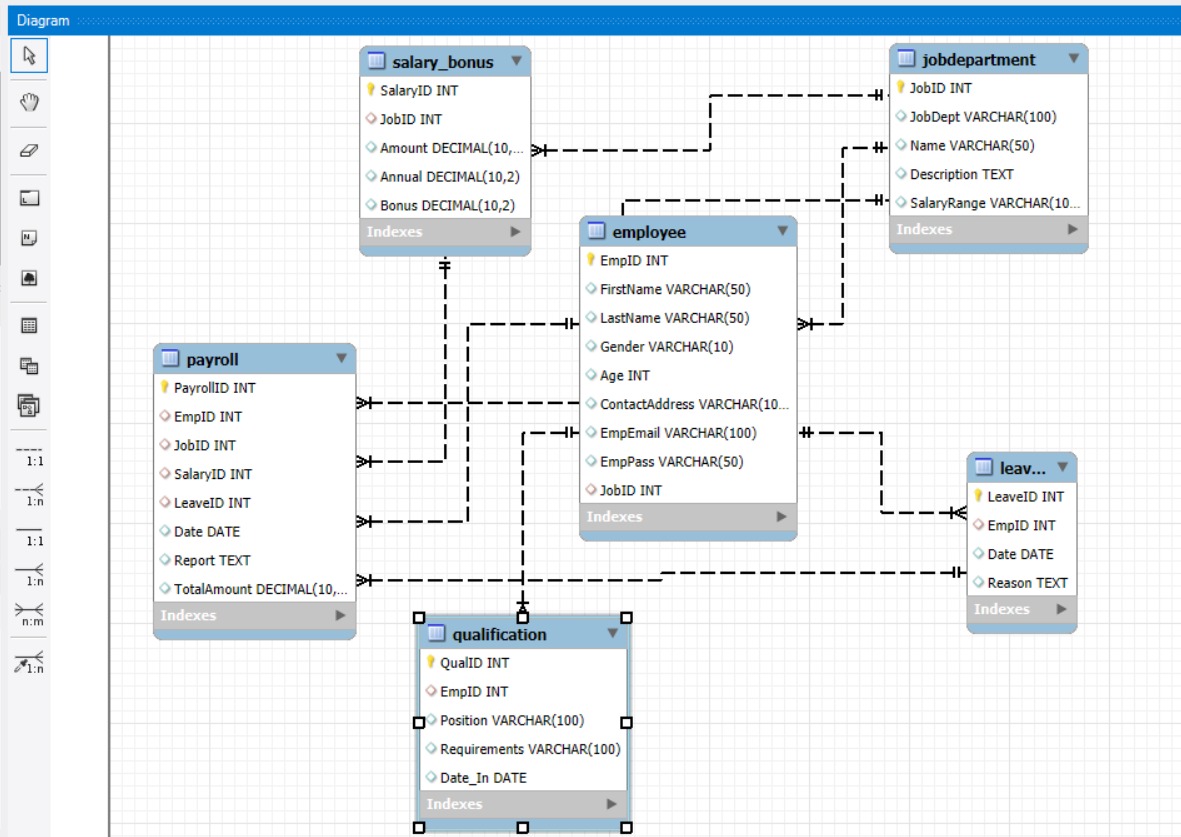 Diagram
1:1
1:n
1:1
1:n
n:m
1:n
salary_bonus
SalaryID INT
JobID INT
Amount DECIMAL(10,...
Annual DECIMAL(10,2)
Bonus DECIMAL(10,2)
Indexes
jobdepartment
JobID INT
JobDept VARCHAR(100)
Name VARCHAR(50)
Description TEXT
SalaryRange VARCHAR(10...
Indexes
employee
EmpID INT
FirstName VARCHAR(50)
LastName VARCHAR(50)
Gender VARCHAR(10)
Age INT
ContactAddress VARCHAR(10...
EmpEmail VARCHAR(100)
EmpPass VARCHAR(50)
JobID INT
Indexes
payroll
PayrollID INT
EmpID INT
JobID INT
SalaryID INT
LeaveID INT
Date DATE
Report TEXT
TotalAmount DECIMAL(10,...
Indexes
leav...
LeaveID INT
EmpID INT
Date DATE
Reason TEXT
Indexes
qualification
QualID INT
EmpID INT
Position VARCHAR(100)
Requirements VARCHAR(100)
Date_In DATE
Indexes